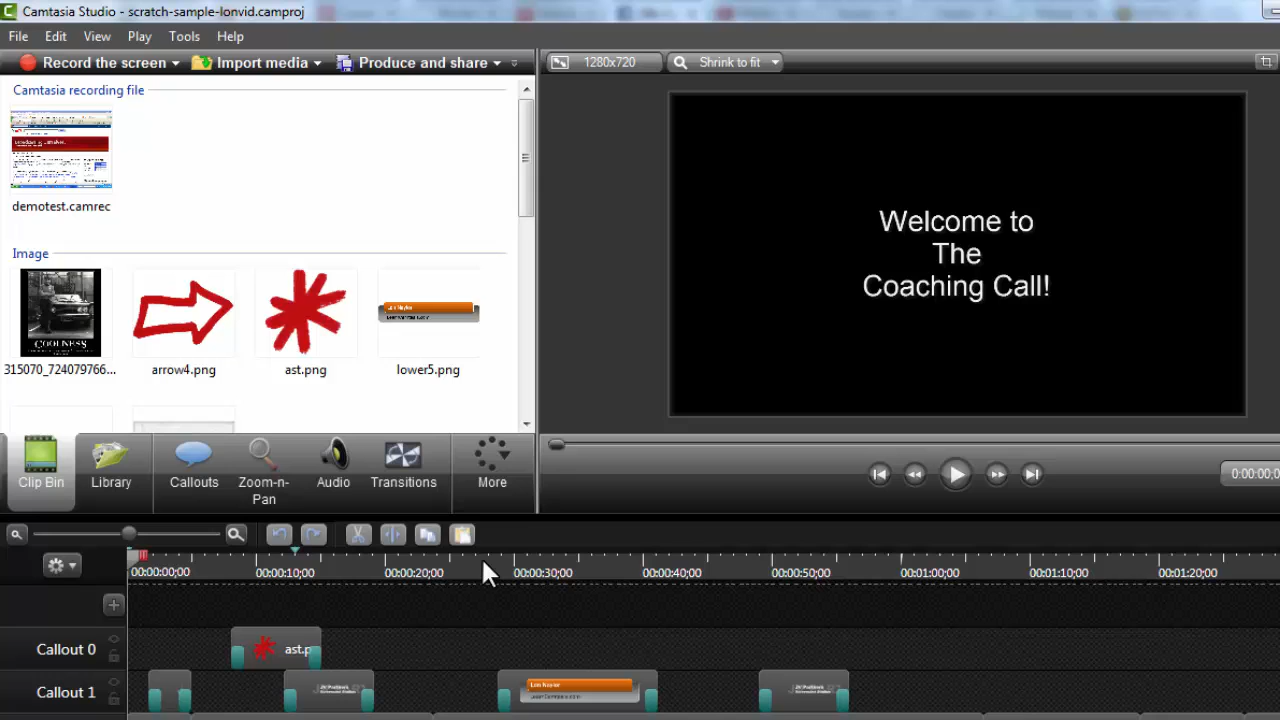 Camtasia Studio - scratch-sample-lonvid.camproj
File Edit View Play Tools Help
Record the screen Import media Produce and share
1280x720 Shrink to fit
Camtasia recording file
demotest.camrec
Image
COOLNESS
315070_724079766... arrow4.png ast.png lower5.png
Welcome to
The
Coaching Call!
Clip Bin Library Callouts Zoom-n-Pan Audio Transitions More
0:00:00;0
00:00:00;00 00:00:10;00 00:00:20;00 00:00:30;00 00:00:40;00 00:00:50;00 00:01:00;00 00:01:10;00 00:01:20;00
Callout 0
ast.p
Callout 1
Lon Naylor